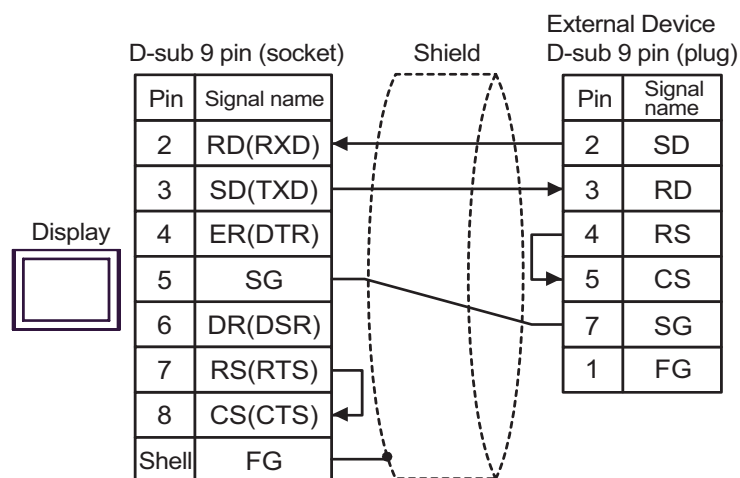 External Device
D-sub 9 pin (socket) Shield D-sub 9 pin (plug)
Pin Signal name Pin Signal
name
2 RD(RXD) 2 SD
3 SD(TXD) 3 RD
Display 4 ER(DTR) 4 RS
5 SG 5 CS
6 DR(DSR) 7 SG
7 RS(RTS) 1 FG
8 CS(CTS)
Shell FG